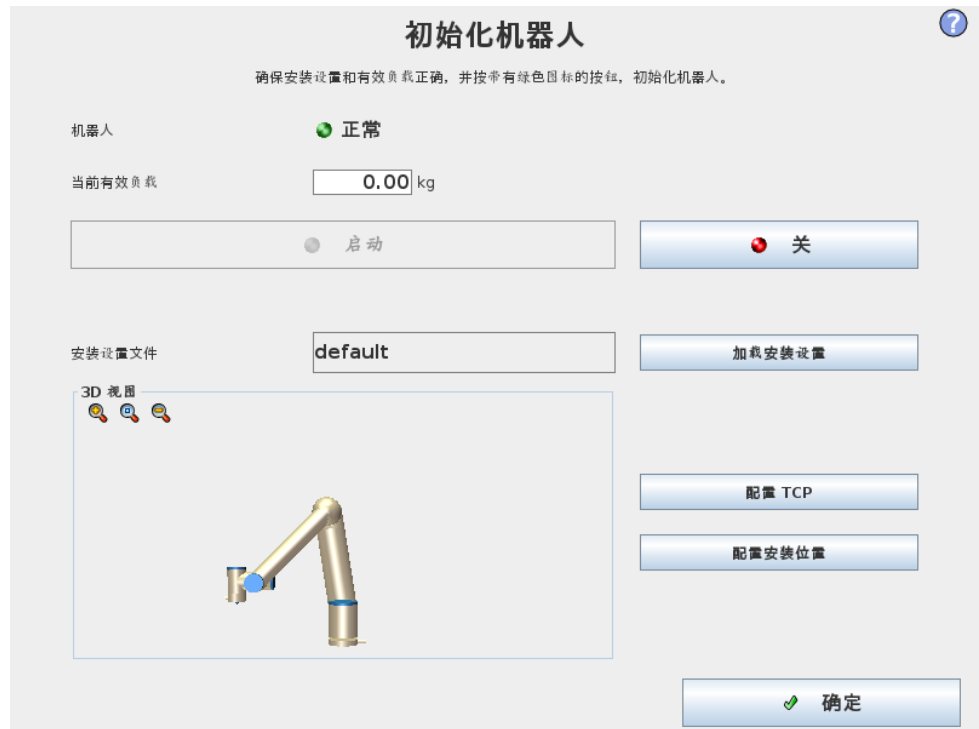 初始化机器人
?
确保安装设置和有效负载正确，并按带有绿色图标的按钮，初始化机器人。
机器人 正常
当前有效负载 0.00 kg
启动 关
安装设置文件 default 加载安装设置
3D 视图
配置 TCP
配置安装位置
确定